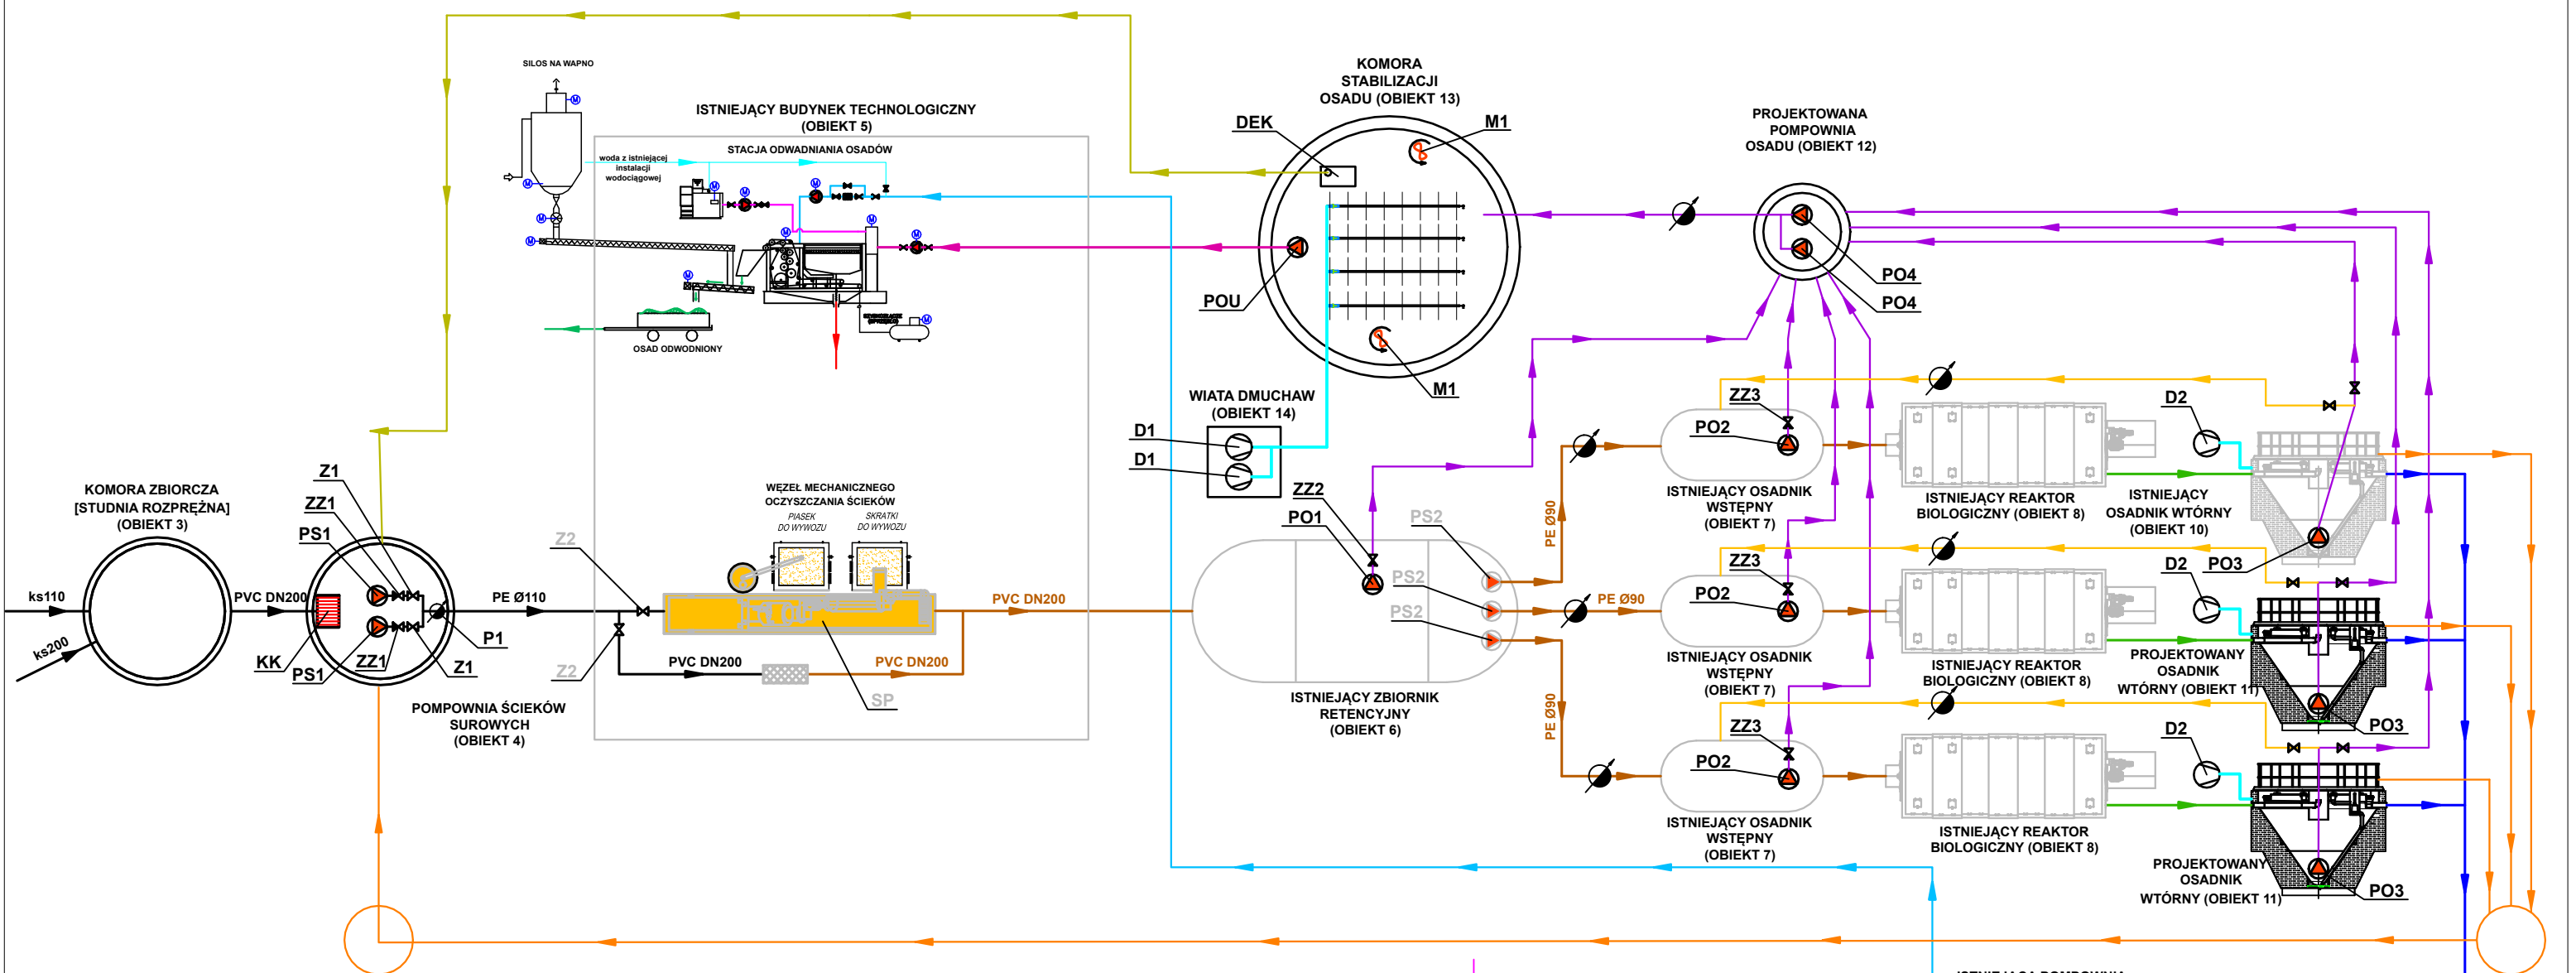 SILOS NA WAPNO
ISTNIEJĄCY BUDYNEK TECHNOLOGICZNY
(OBIEKT 5)
STACJA ODWADNIANIA OSADÓW
woda z istniejącej
instalacji
wodociągowej
M
M
M
M
M
M
M
M
M
M
M
M
OSAD ODWODNIONY
KOMORA
STABILIZACJI
OSADU (OBIEKT 13)
DEK
M1
POU
M1
WIATA DMUCHAW
(OBIEKT 14)
D1
D1
PROJEKTOWANA
POMPOWNIA
OSADU (OBIEKT 12)
PO4
PO4
KOMORA ZBIORCZA
[STUDNIA ROZPRĘŻNA]
(OBIEKT 3)
ks110
ks200
PVC DN200
Z1
ZZ1
PS1
KK
PS1
ZZ1
Z1
P1
POMPOWNIA ŚCIEKÓW
SUROWYCH
(OBIEKT 4)
PE Ø110
Z2
Z2
WĘZEŁ MECHANICZNEGO
OCZYSZCZANIA ŚCIEKÓW
PIASEK
DO WYWOZU
SKRATKI
DO WYWOZU
PVC DN200
PVC DN200
SP
PVC DN200
ZZ2
PO1
PS2
PS2
PS2
ISTNIEJĄCY ZBIORNIK
RETENCYJNY
(OBIEKT 6)
PE Ø90
PE Ø90
PE Ø90
ZZ3
PO2
ISTNIEJĄCY OSADNIK
WSTĘPNY
(OBIEKT 7)
ISTNIEJĄCY REAKTOR
BIOLOGICZNY (OBIEKT 8)
D2
ISTNIEJĄCY
OSADNIK WTÓRNY
(OBIEKT 10)
PO3
ZZ3
PO2
ISTNIEJĄCY OSADNIK
WSTĘPNY
(OBIEKT 7)
ISTNIEJĄCY REAKTOR
BIOLOGICZNY (OBIEKT 8)
D2
PROJEKTOWANY
OSADNIK
WTÓRNY (OBIEKT 11)
PO3
ZZ3
PO2
ISTNIEJĄCY OSADNIK
WSTĘPNY
(OBIEKT 7)
ISTNIEJĄCY REAKTOR
BIOLOGICZNY (OBIEKT 8)
D2
PROJEKTOWANY
OSADNIK
WTÓRNY (OBIEKT 11)
PO3